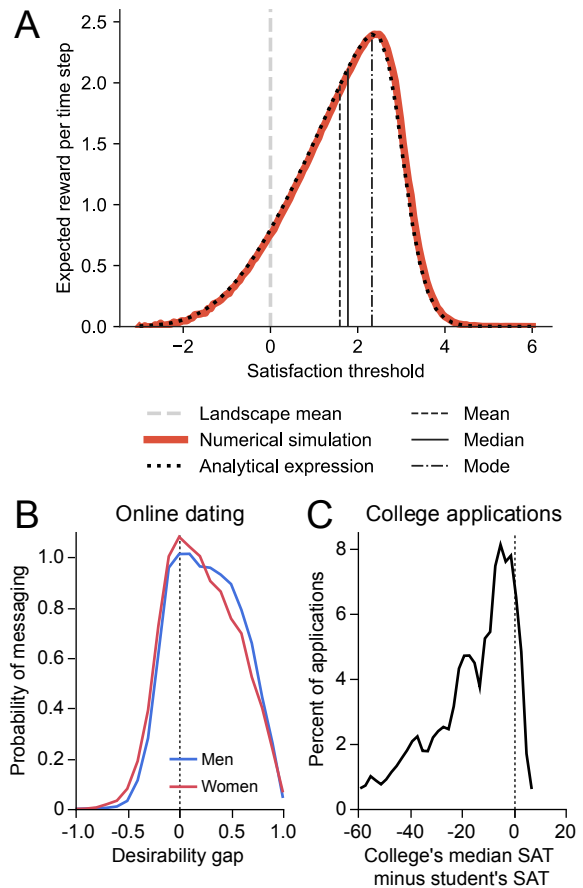 A
Expected reward per time step
2.5
2.0
1.5
1.0
0.5
0.0
−2
0
2
4
6
Satisfaction threshold
Landscape mean
Numerical simulation
Analytical expression
Mean
Median
Mode
B
Online dating
Probability of messaging
1.0
0.8
0.6
0.4
0.2
0
Men
Women
-1.0
-0.5
0
0.5
1.0
Desirability gap
C
College applications
Percent of applications
8
6
4
2
0
-60
-40
-20
0
20
College's median SAT
minus student's SAT